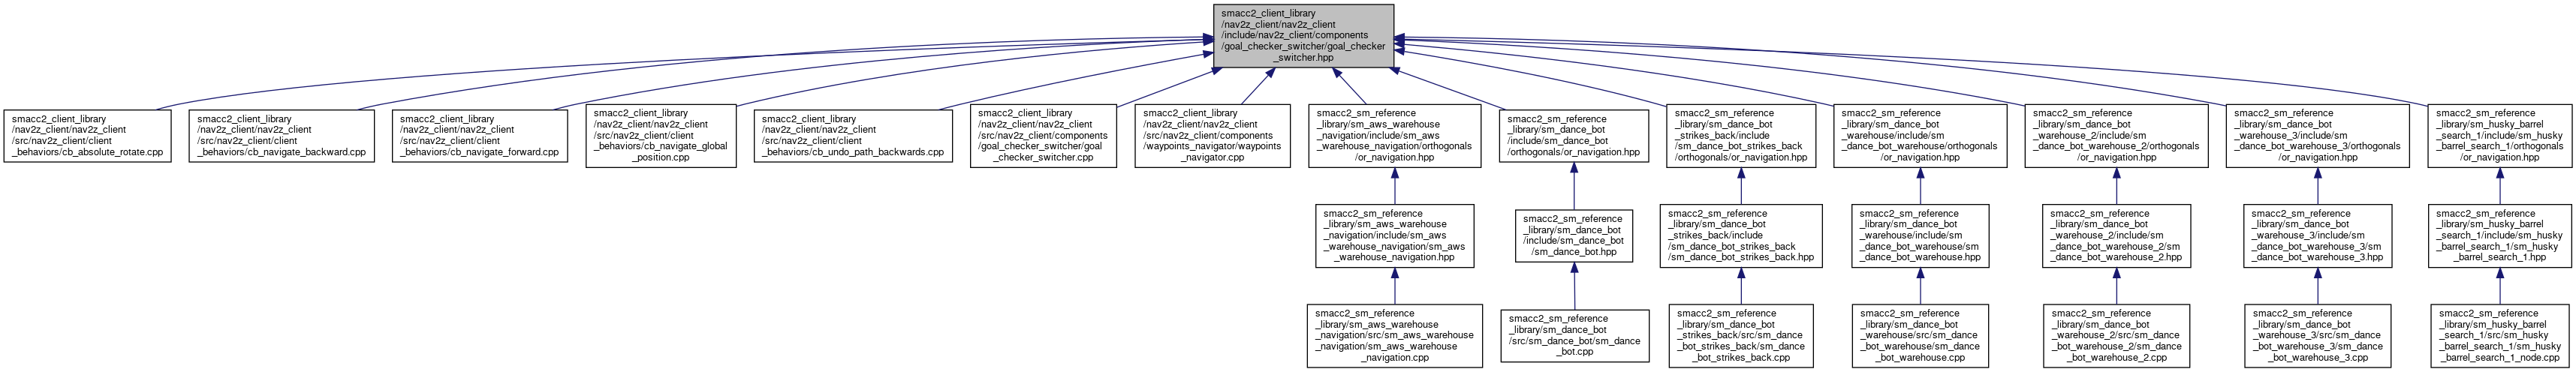 smacc2_client_library
/nav2z_client/nav2z_client
/include/nav2z_client/components
/goal_checker_switcher/goal_checker
_switcher.hpp
smacc2_client_library
/nav2z_client/nav2z_client
/src/nav2z_client/client
_behaviors/cb_absolute_rotate.cpp
smacc2_client_library
/nav2z_client/nav2z_client
/src/nav2z_client/client
_behaviors/cb_navigate_backward.cpp
smacc2_client_library
/nav2z_client/nav2z_client
/src/nav2z_client/client
_behaviors/cb_navigate_forward.cpp
smacc2_client_library
/nav2z_client/nav2z_client
/src/nav2z_client/client
_behaviors/cb_navigate_global
_position.cpp
smacc2_client_library
/nav2z_client/nav2z_client
/src/nav2z_client/client
_behaviors/cb_undo_path_backwards.cpp
smacc2_client_library
/nav2z_client/nav2z_client
/src/nav2z_client/components
/goal_checker_switcher/goal
_checker_switcher.cpp
smacc2_client_library
/nav2z_client/nav2z_client
/src/nav2z_client/components
/waypoints_navigator/waypoints
_navigator.cpp
smacc2_sm_reference
_library/sm_aws_warehouse
_navigation/include/sm_aws
_warehouse_navigation/orthogonals
/or_navigation.hpp
smacc2_sm_reference
_library/sm_dance_bot
/include/sm_dance_bot
/orthogonals/or_navigation.hpp
smacc2_sm_reference
_library/sm_dance_bot
_strikes_back/include
/sm_dance_bot_strikes_back
/orthogonals/or_navigation.hpp
smacc2_sm_reference
_library/sm_dance_bot
_warehouse/include/sm
_dance_bot_warehouse/orthogonals
/or_navigation.hpp
smacc2_sm_reference
_library/sm_dance_bot
_warehouse_2/include/sm
_dance_bot_warehouse_2/orthogonals
/or_navigation.hpp
smacc2_sm_reference
_library/sm_dance_bot
_warehouse_3/include/sm
_dance_bot_warehouse_3/orthogonals
/or_navigation.hpp
smacc2_sm_reference
_library/sm_husky_barrel
_search_1/include/sm_husky
_barrel_search_1/orthogonals
/or_navigation.hpp
smacc2_sm_reference
_library/sm_aws_warehouse
_navigation/include/sm_aws
_warehouse_navigation/sm_aws
_warehouse_navigation.hpp
smacc2_sm_reference
_library/sm_dance_bot
/include/sm_dance_bot
/sm_dance_bot.hpp
smacc2_sm_reference
_library/sm_dance_bot
_strikes_back/include
/sm_dance_bot_strikes_back
/sm_dance_bot_strikes_back.hpp
smacc2_sm_reference
_library/sm_dance_bot
_warehouse/include/sm
_dance_bot_warehouse/sm
_dance_bot_warehouse.hpp
smacc2_sm_reference
_library/sm_dance_bot
_warehouse_2/include/sm
_dance_bot_warehouse_2/sm
_dance_bot_warehouse_2.hpp
smacc2_sm_reference
_library/sm_dance_bot
_warehouse_3/include/sm
_dance_bot_warehouse_3/sm
_dance_bot_warehouse_3.hpp
smacc2_sm_reference
_library/sm_husky_barrel
_search_1/include/sm_husky
_barrel_search_1/sm_husky
_barrel_search_1.hpp
smacc2_sm_reference
_library/sm_aws_warehouse
_navigation/src/sm_aws_warehouse
_navigation/sm_aws_warehouse
_navigation.cpp
smacc2_sm_reference
_library/sm_dance_bot
/src/sm_dance_bot/sm_dance
_bot.cpp
smacc2_sm_reference
_library/sm_dance_bot
_strikes_back/src/sm_dance
_bot_strikes_back/sm_dance
_bot_strikes_back.cpp
smacc2_sm_reference
_library/sm_dance_bot
_warehouse/src/sm_dance
_bot_warehouse/sm_dance
_bot_warehouse.cpp
smacc2_sm_reference
_library/sm_dance_bot
_warehouse_2/src/sm_dance
_bot_warehouse_2/sm_dance
_bot_warehouse_2.cpp
smacc2_sm_reference
_library/sm_dance_bot
_warehouse_3/src/sm_dance
_bot_warehouse_3/sm_dance
_bot_warehouse_3.cpp
smacc2_sm_reference
_library/sm_husky_barrel
_search_1/src/sm_husky
_barrel_search_1/sm_husky
_barrel_search_1_node.cpp